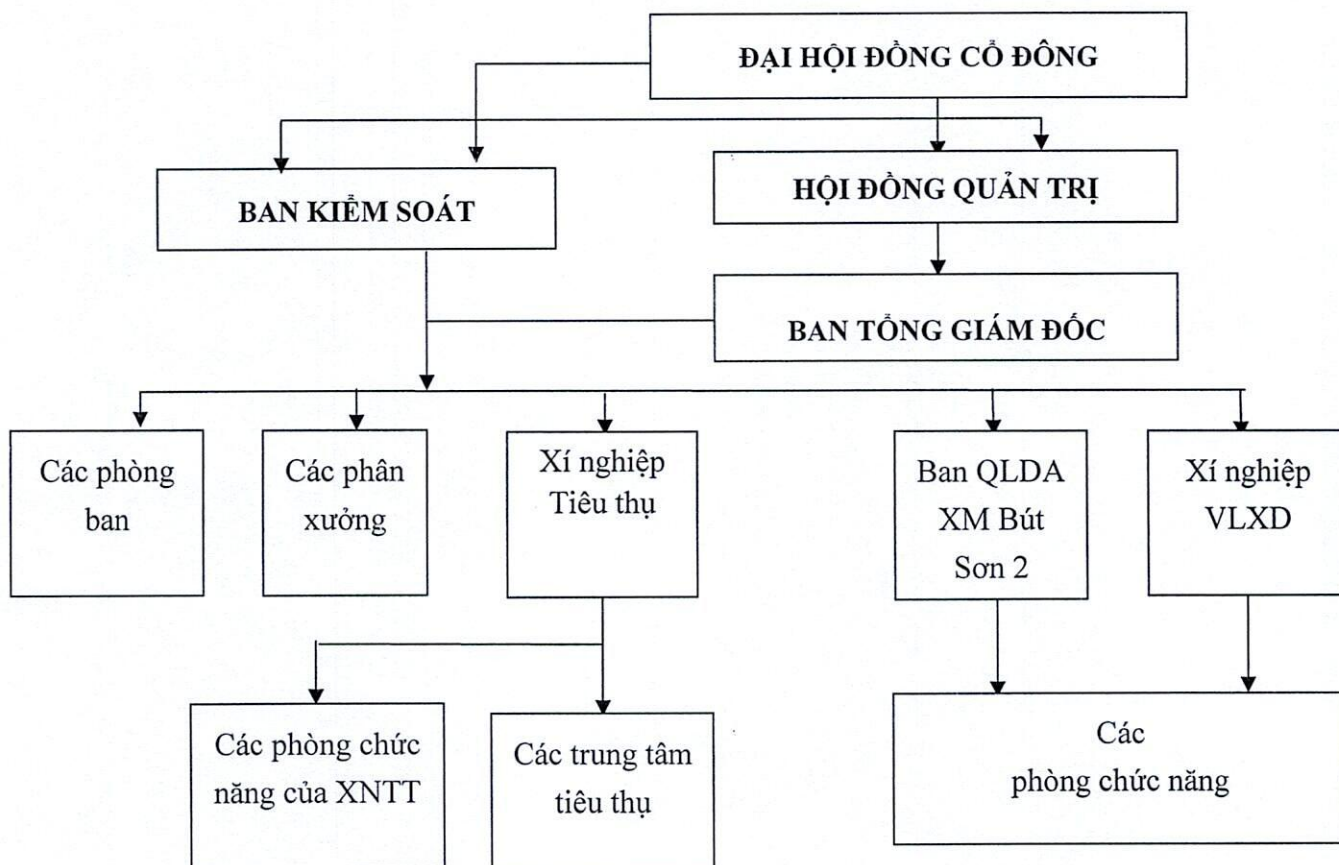 ĐẠI HỘI ĐỒNG CỔ ĐÔNG
BAN KIỂM SOÁT
HỘI ĐỒNG QUẢN TRỊ
BAN TỔNG GIÁM ĐỐC
Các phòng
ban
Các phân
xưởng
Xí nghiệp
Tiêu thụ
Ban QLDA
XM Bút
Sơn 2
Xí nghiệp
VLXD
Các phòng chức
năng của XNTT
Các trung tâm
tiêu thụ
Các
phòng chức năng